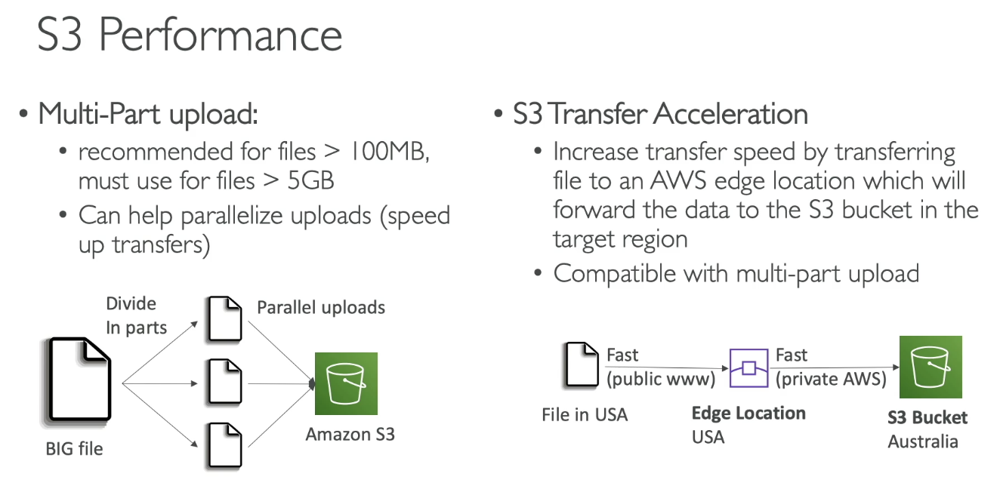 S3 Performance
• Multi-Part upload:
• recommended for files > 100MB,
must use for files > 5GB
• Can help parallelize uploads (speed
up transfers)
Divide
In parts
Parallel uploads
BIG file
Amazon S3
• S3 Transfer Acceleration
• Increase transfer speed by transferring
file to an AWS edge location which will
forward the data to the S3 bucket in the
target region
• Compatible with multi-part upload
Fast
(public www)
Fast
(private AWS)
File in USA
Edge Location
USA
S3 Bucket
Australia